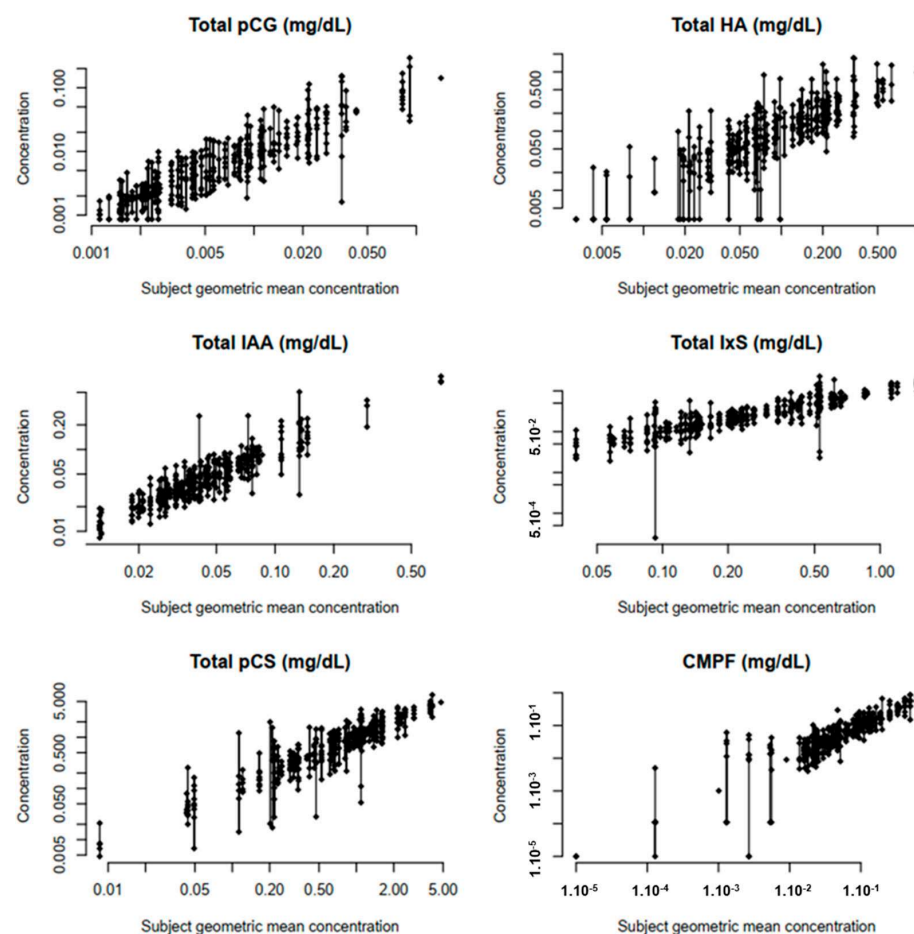 Total pCG (mg/dL)
Concentration
0.100
0.010
0.001
0.001 0.005 0.020 0.050
Subject geometric mean concentration
Total HA (mg/dL)
Concentration
0.500
0.050
0.005
0.005 0.020 0.050 0.200 0.500
Subject geometric mean concentration
Total IAA (mg/dL)
Concentration
0.20
0.05
0.01
0.02 0.05 0.10 0.20 0.50
Subject geometric mean concentration
Total IxS (mg/dL)
Concentration
5.10-2
5.10-4
0.05 0.10 0.20 0.50 1.00
Subject geometric mean concentration
Total pCS (mg/dL)
Concentration
5.000
0.500
0.050
0.005
0.01 0.05 0.20 0.50 2.00 5.00
Subject geometric mean concentration
CMPF (mg/dL)
Concentration
1.10-1
1.10-3
1.10-5
1.10-5 1.10-4 1.10-3 1.10-2 1.10-1
Subject geometric mean concentration